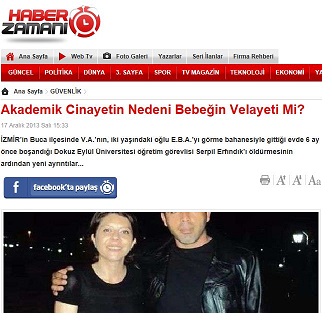 HABER
ZAMANI
Ana Sayfa Web Tv Foto Galeri Yazarlar Seri İlanlar Firma Rehberi
GÜNCEL POLİTİKA DÜNYA 3. SAYFA SPOR TV MAGAZİN TEKNOLOJİ EKONOMİ YA
Ana Sayfa GÜVENLİK
Akademik Cinayetin Nedeni Bebeğin Velayeti Mi?
17 Aralık 2013 Salı 15:33
İZMİR'in Buca ilçesinde V.A.'nın, iki yaşındaki oğlu E.B.A.'yı görme bahanesiyle gittiği evde 6 ay
önce boşandığı Dokuz Eylül Üniversitesi öğretim görevlisi Serpil Erfındık'ı öldürmesinin
ardından yeni ayrıntılar...
facebook'ta paylaş
A A Aa